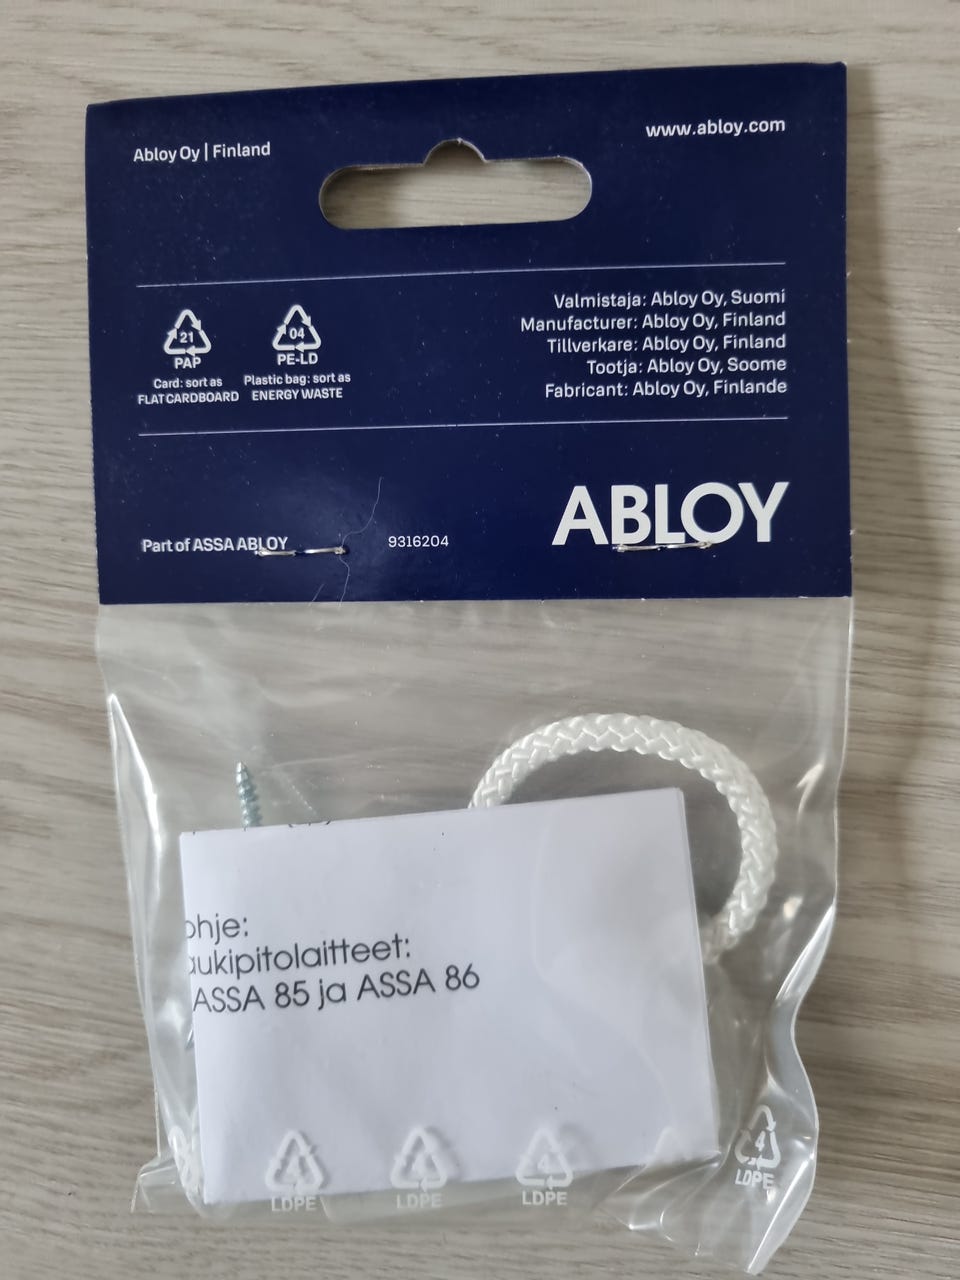 Abloy Oy | Finland
www.abloy.com
21
PAP
Card: sort as
FLAT CARDBOARD
04
PE-LD
Plastic bag: sort as
ENERGY WASTE
Valmistaja: Abloy Oy, Suomi
Manufacturer: Abloy Oy, Finland
Tillverkare: Abloy Oy, Finland
Tootja: Abloy Oy, Soome
Fabricant: Abloy Oy, Finlande
Part of ASSA ABLOY
9316204
ABLOY
ohje:
aukipitolaitteet:
ASSA 85 ja ASSA 86
4
LDPE
4
LDPE
4
LDPE
4
LDPE